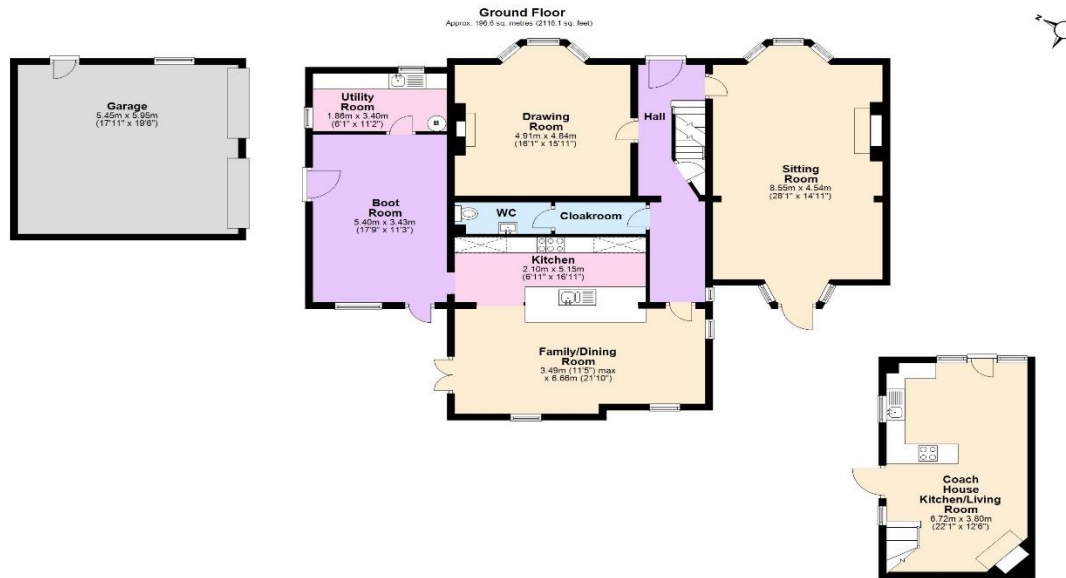 Ground Floor
Approx. 196.6 sq. metres (2116.1 sq. feet)
Z
Garage
5.45m x 5.95m
(17'11" x 19'6")
Utility
Room
1.86m x 3.40m
(6'1" x 11'2")
Drawing
Room
4.91m x 4.84m
(16'1" x 15'11")
Hall
Sitting
Room
8.55m x 4.54m
(28'1" x 14'11")
Boot
Room
5.40m x 3.43m
(17'9" x 11'3")
WC
Cloakroom
Kitchen
2.10m x 5.15m
(6'11" x 16'11")
Family/Dining
Room
3.49m (11'5") max
x 6.66m (21'10")
Coach
House
Kitchen/Living
Room
6.72m x 3.80m
(22'1" x 12'6")